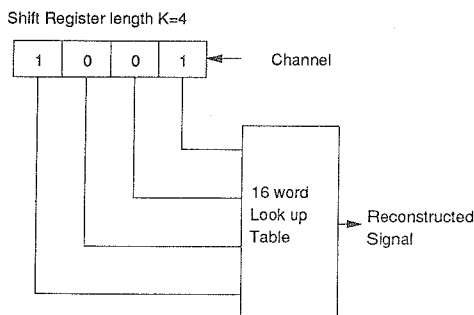 Shift Register length K=4
1 0 0 1
Channel
16 word
Look up
Table
Reconstructed
Signal